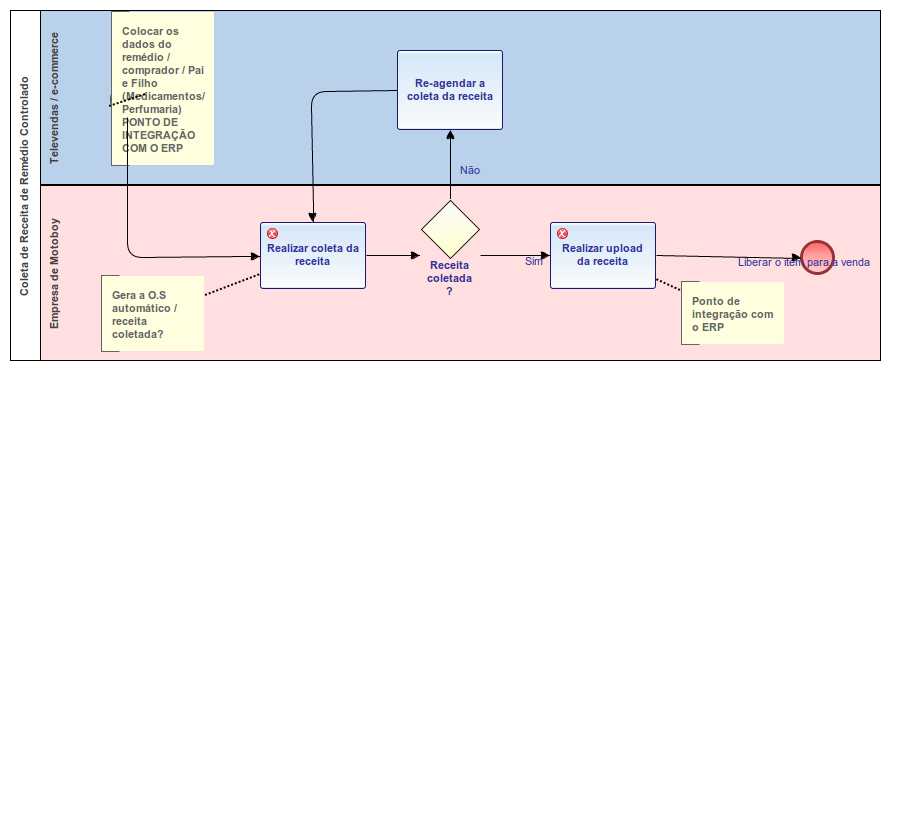 Coleta de Receita de Remédio Controlado
Televendas / e-commerce
Colocar os
dados do
remédio /
comprador / Pai
e Filho
(Medicamentos/
Perfumaria)
PONTO DE
INTEGRAÇÃO
COM O ERP
Re-agendar a
coleta da receita
Não
Empresa de Motoboy
Realizar coleta da
receita
Receita
coletada
?
Sim
Realizar upload
da receita
Liberar o item para a venda
Gera a O.S
automático /
receita
coletada?
Ponto de
integração com
o ERP